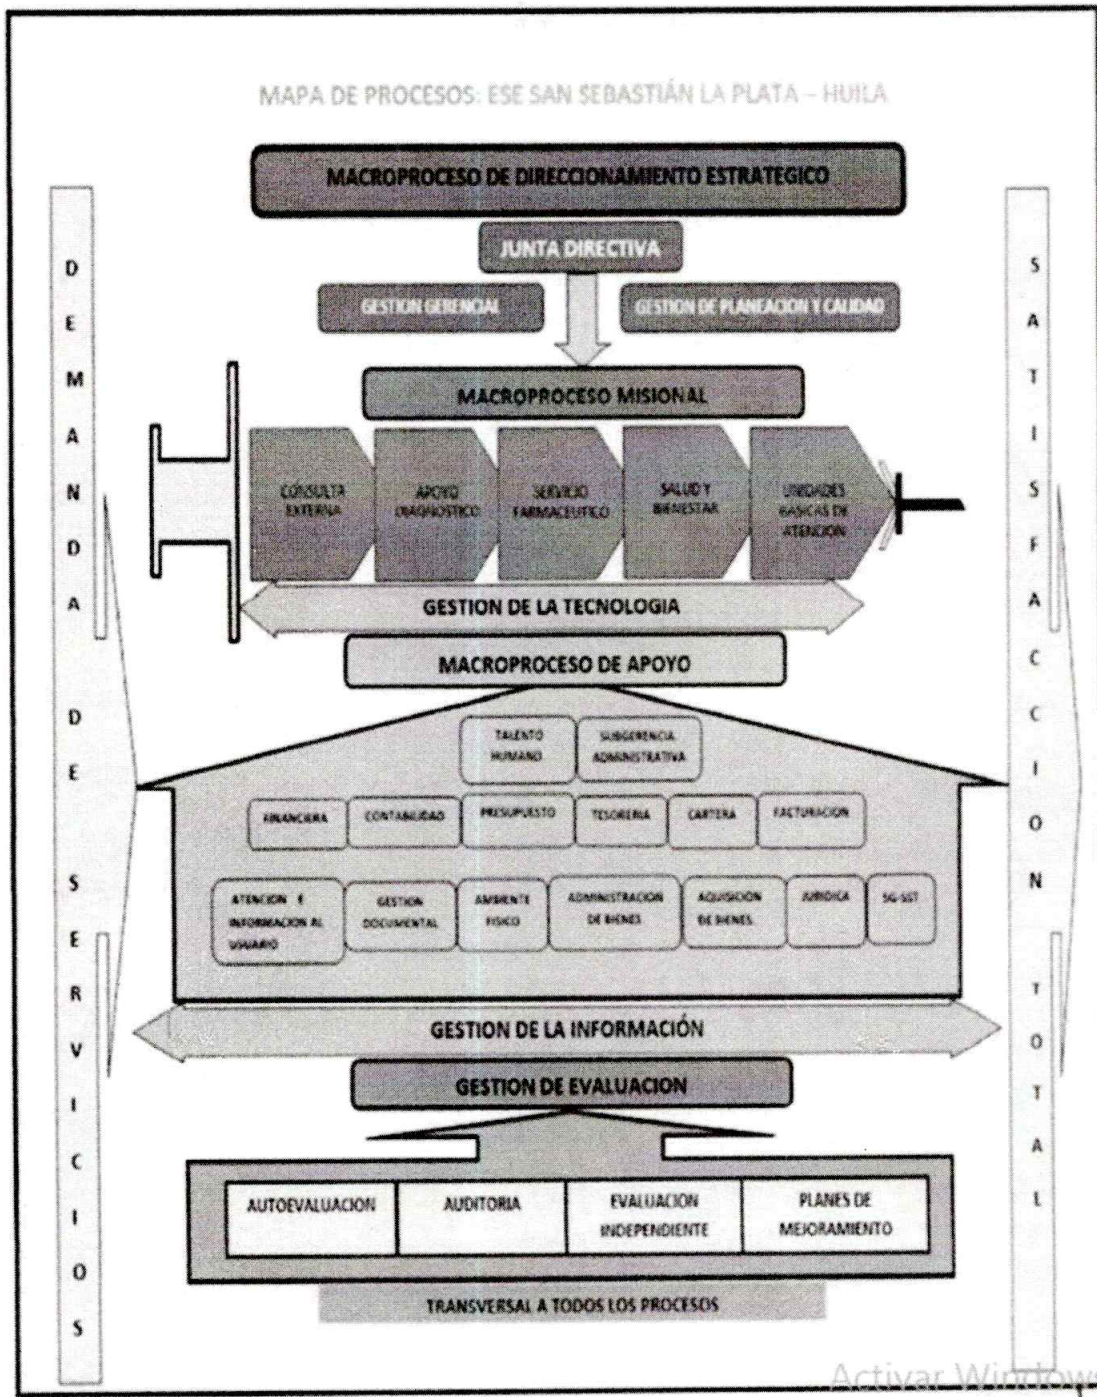 MAPA DE PROCESOS: ESE SAN SEBASTIÁN LA PLATA – HUILA
MACROPROCESO DE DIRECCIONAMIENTO ESTRATEGICO
JUNTA DIRECTIVA
GESTION GERENCIAL
GESTION DE PLANEACION Y CALIDAD
MACROPROCESO MISIONAL
CONSULTA
EXTERNA
APOYO
DIAGNOSTICO
SERVICIO
FARMACEUTICO
SALUD Y
BIENESTAR
UNIDADES
BASICAS DE
ATENCION
GESTION DE LA TECNOLOGIA
MACROPROCESO DE APOYO
TALENTO
HUMANO
SUBGERENCIA
ADMINISTRATIVA
FINANCIERA
CONTABILIDAD
PRESUPUESTO
TESORERIA
CARTERA
FACTURACION
ATENCION E
INFORMACION AL
USUARIO
GESTION
DOCUMENTAL
AMBIENTE
FISICO
ADMINISTRACION
DE BIENES
AQUISICION
DE BIENES
JURIDICA
SG-SST
GESTION DE LA INFORMACIÓN
GESTION DE EVALUACION
AUTOEVALUACION
AUDITORIA
EVALUACION
INDEPENDIENTE
PLANES DE
MEJORAMIENTO
TRANSVERSAL A TODOS LOS PROCESOS
DEMANDA DE SERVICIOS
SATISFACCCION TOTAL
Activar Windows